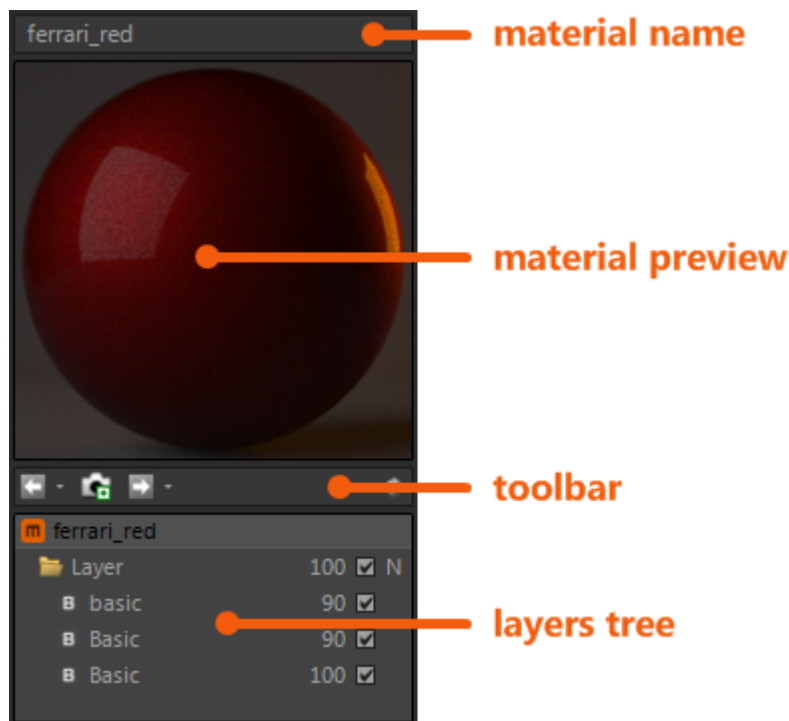 ferrari_red
material name
material preview
toolbar
m ferrari_red
Layer 100 N
B basic 90
layers tree
B Basic 90
B Basic 100